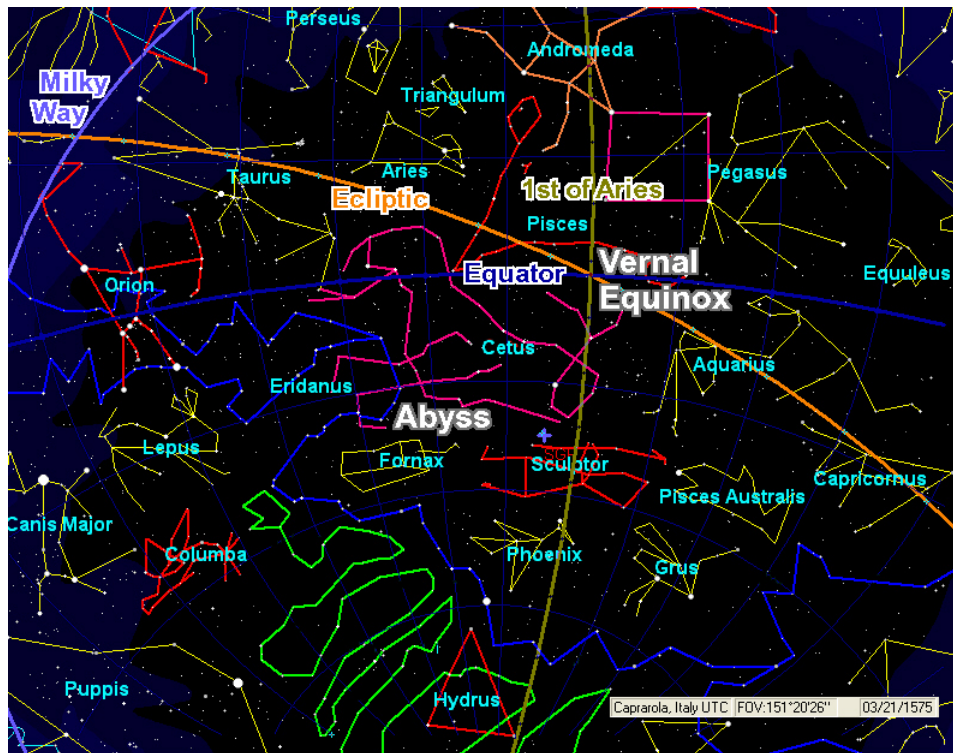 Perseus
Andromeda
Milky
Way
Triangulum
Taurus
Aries
Pegasus
Ecliptic
1st of Aries
Pisces
Vernal
Equinox
Equator
Equuleus
Orion
Cetus
Aquarius
Eridanus
Abyss
Lepus
Fornax
SGP
Sculptor
Capricornus
Pisces Australis
Canis Major
Columba
Phoenix
Grus
Puppis
Hydrus
Caprarola, Italy UTC FOV:151°20'26" 03/21/1575